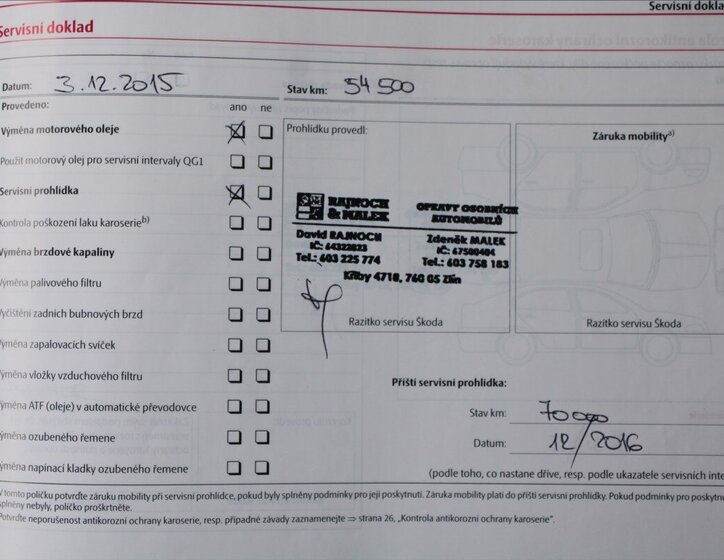 Servisní dokla
Servisní doklad
Datum: 3.12.2015 Stav km: 54 500
Provedeno: ano ne
Výměna motorového oleje
Použit motorový olej pro servisní intervaly QG1
Servisní prohlídka
Kontrola poškození laku karoserie b)
Výměna brzdové kapaliny
Výměna palivového filtru
Vyčištění zadních bubnových brzd
Výměna zapalovacích svíček
Výměna vložky vzduchového filtru
Výměna ATF (oleje) v automatické převodovce
Výměna ozubeného řemene
Výměna napínací kladky ozubeného řemene
Prohlídku provedl:
RAJNOCH & MALEK OPRAVY OSOBNÍCH AUTOMOBILŮ
David RAJNOCH Zdeněk MALEK
IČ: 64322823 IČ: 67500404
Tel.: 603 225 774 Tel.: 603 758 183
Křiby 4718, 760 05 Zlín
Razítko servisu Škoda
Záruka mobility a)
Razítko servisu Škoda
Příští servisní prohlídka:
Stav km: 70 000
Datum: 12/2016
(podle toho, co nastane dříve, resp. podle ukazatele servisních inte
V tomto políčku potvrďte záruku mobility při servisní prohlídce, pokud byly splněny podmínky pro její poskytnutí. Záruka mobility platí do příští servisní prohlídky. Pokud podmínky pro poskytnu
splněny nebyly, políčko proškrtněte.
Potvrďte neporušenost antikorozní ochrany karoserie, resp. případné závady zaznamenejte ⇒ strana 26, „Kontrola antikorozní ochrany karoserie“.